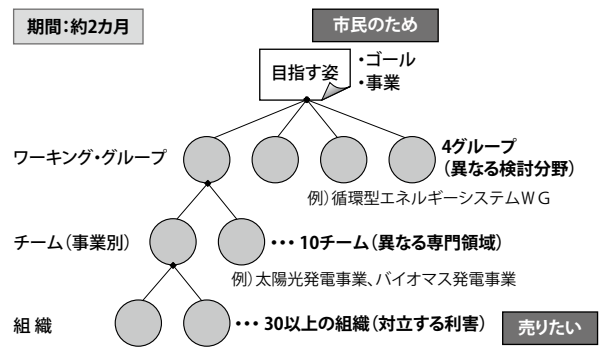 期間：約2カ月
市民のため
目指す姿
・ゴール
・事業
ワーキング・グループ
4グループ
（異なる検討分野）
例）循環型エネルギーシステムＷＧ
チーム（事業別）
・・・10チーム（異なる専門領域）
例）太陽光発電事業、バイオマス発電事業
組織
・・・30以上の組織（対立する利害）
売りたい